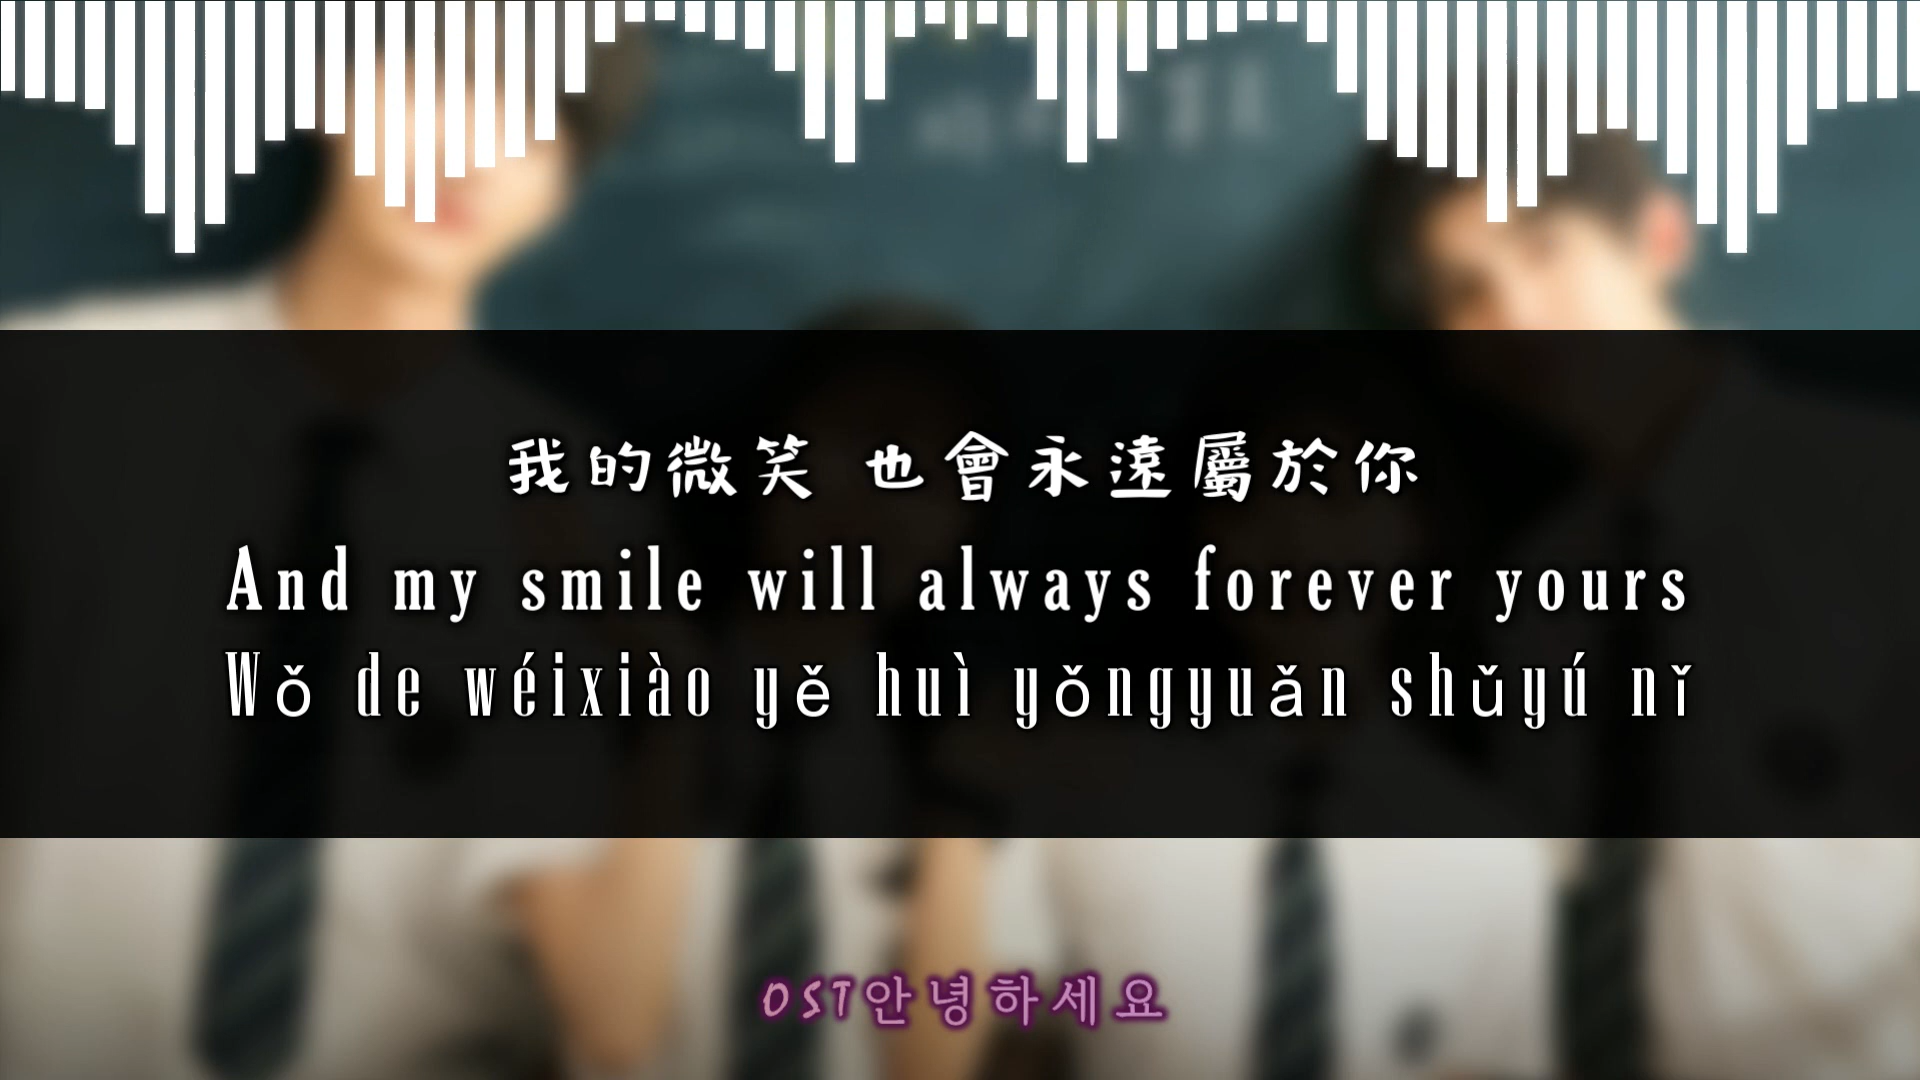 我的微笑 也會永遠屬於你
And my smile will always forever yours
Wǒ de wéixiào yě huì yǒngyuǎn shǔyú nǐ
OST안녕하세요